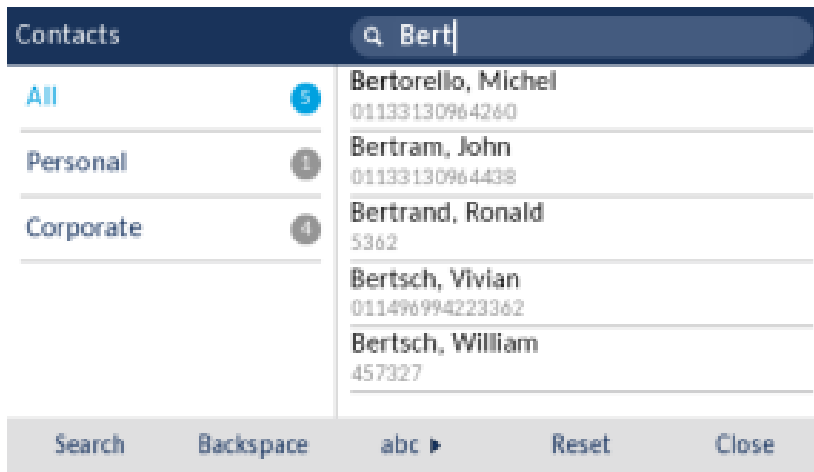 Contacts
Bert
All 5
Personal 1
Corporate 4
Bertorello, Michel
01133130964260
Bertram, John
01133130964438
Bertrand, Ronald
5362
Bertsch, Vivian
011496994223362
Bertsch, William
457327
Search Backspace abc Reset Close